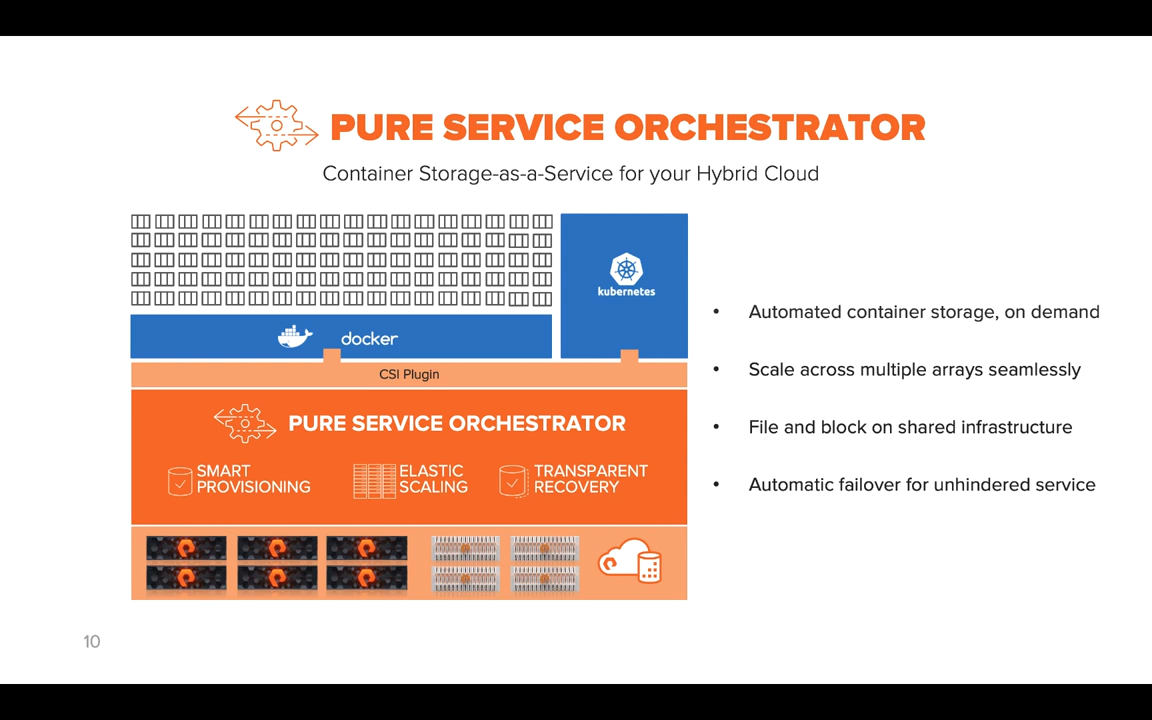 PURE SERVICE ORCHESTRATOR
Container Storage-as-a-Service for your Hybrid Cloud
kubernetes
docker
CSI Plugin
PURE SERVICE ORCHESTRATOR
SMART
PROVISIONING
ELASTIC
SCALING
TRANSPARENT
RECOVERY
• Automated container storage, on demand
• Scale across multiple arrays seamlessly
• File and block on shared infrastructure
• Automatic failover for unhindered service
10